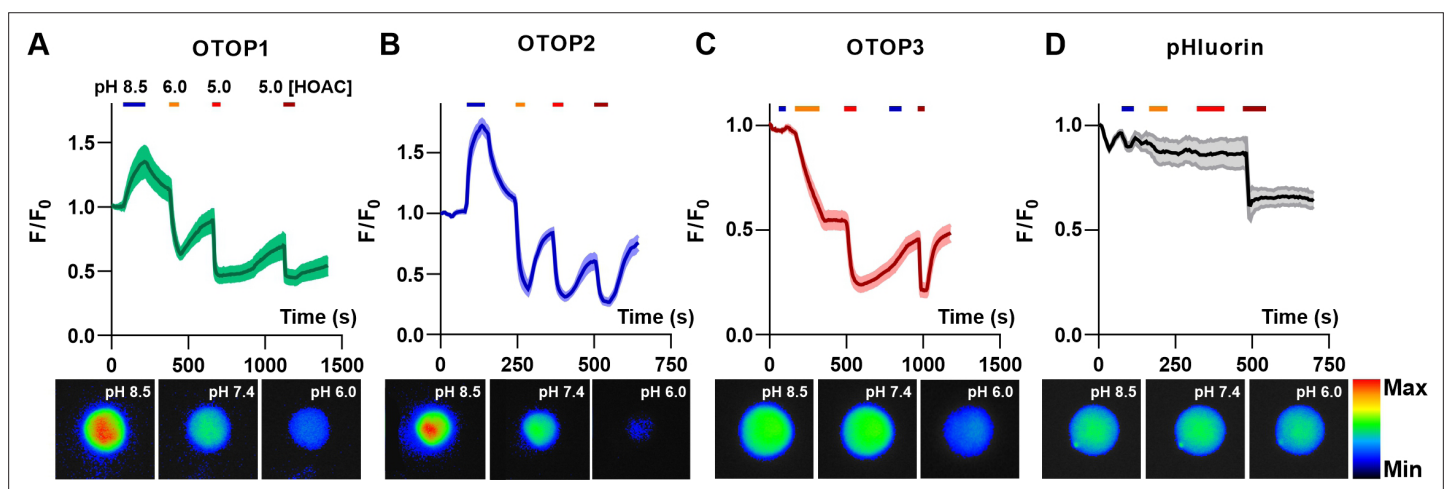 A
OTOP1
pH 8.5 6.0 5.0 5.0 [HOAC]
F/F0
1.5
1.0
0.5
0.0
Time (s)
0 500 1000 1500
pH 8.5 pH 7.4 pH 6.0
B
OTOP2
F/F0
1.5
1.0
0.5
0.0
Time (s)
0 250 500 750
pH 8.5 pH 7.4 pH 6.0
C
OTOP3
F/F0
1.0
0.5
0.0
Time (s)
0 500 1000 1500
pH 8.5 pH 7.4 pH 6.0
D
pHluorin
F/F0
1.0
0.5
0.0
Time (s)
0 250 500 750
pH 8.5 pH 7.4 pH 6.0
Max
Min